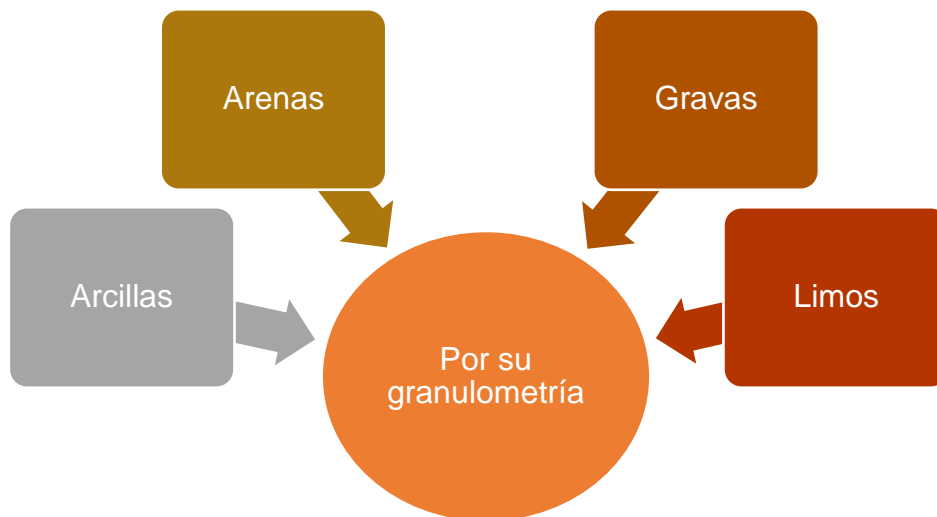 Arenas
Gravas
Arcillas
Limos
Por su
granulometría